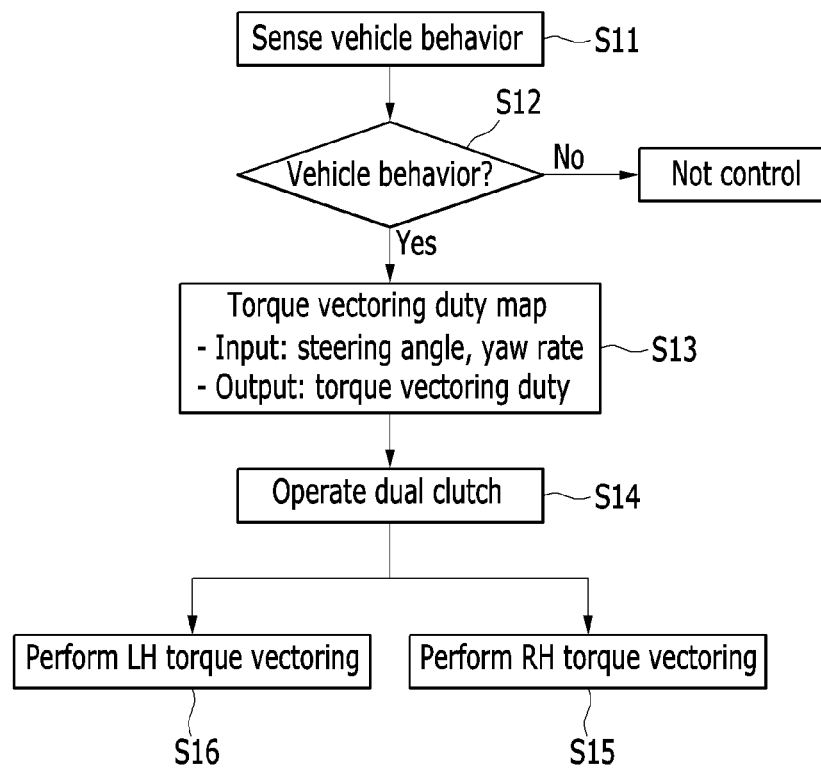 Sense vehicle behavior
S11
S12
Vehicle behavior?
No
Not control
Yes
Torque vectoring duty map
- Input: steering angle, yaw rate
- Output: torque vectoring duty
S13
Operate dual clutch
S14
Perform LH torque vectoring
Perform RH torque vectoring
S16
S15